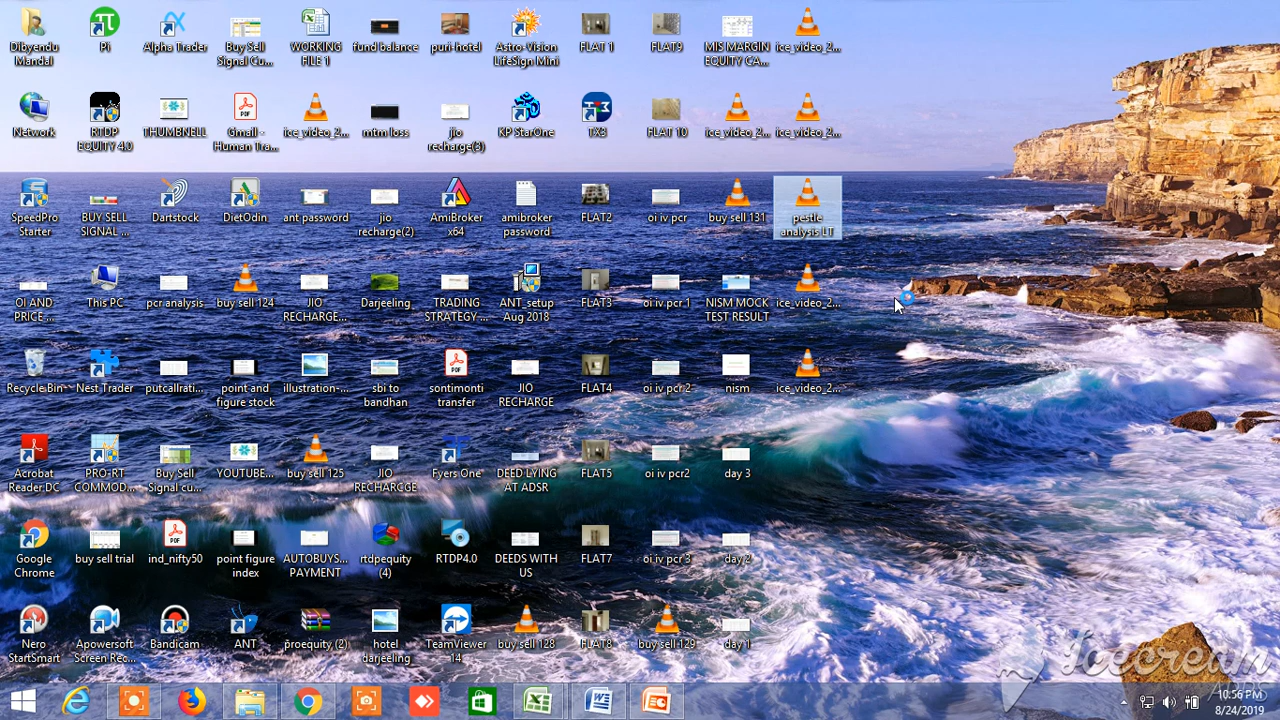 Dibyendu
Mandal
Pi
Alpha Trader
Buy Sell
Signal Cu...
WORKING
FILE 1
fund balance
puri-hotel
Astro-Vision
LifeSign Mini
FLAT 1
FLAT9
MIS MARGIN
EQUITY CA...
ice_video_2...
Network
RTDP
EQUITY 4.0
THUMBNELL
PDF
Gmail -
Human Tra...
ice_video_2...
mtm loss
jio
recharge(3)
KP StarOne
TX3
FLAT 10
ice_video_2...
ice_video_2...
SpeedPro
Starter
BUY SELL
SIGNAL ...
Dartstock
DietOdin
ant password
jio
recharge(2)
AmiBroker
x64
amibroker
password
FLAT2
oi iv pcr
buy sell 131
pestle
analysis LT
OI AND
PRICE ...
This PC
pcr analysis
buy sell 124
JIO
RECHARGE...
Darjeeling
TRADING
STRATEGY ...
ANT_setup
Aug 2018
FLAT3
oi iv pcr 1
NISM MOCK
TEST RESULT
ice_video_2...
Recycle Bin
Nest Trader
putcallrati...
point and
figure stock
illustration-...
sbi to
bandhan
PDF
sontimonti
transfer
JIO
RECHARGE
FLAT4
oi iv pcr 2
nism
ice_video_2...
Acrobat
Reader DC
PRO-RT
COMMOD...
Buy Sell
Signal cu...
YOUTUBE...
buy sell 125
JIO
RECHARCGE
Fyers One
DEED LYING
AT ADSR
FLAT5
oi iv pcr2
day 3
Google
Chrome
buy sell trial
PDF
ind_nifty50
point figure
index
AUTOBUYS...
PAYMENT
rtdpequity
(4)
RTDP4.0
DEEDS WITH
US
FLAT7
oi iv pcr 3
day 2
Nero
StartSmart
Apowersoft
Screen Rec...
Bandicam
ANT
proequity (2)
hotel
darjeeling
TeamViewer
14
buy sell 128
FLAT8
buy sell 129
day 1
Icecream
Apps
10:56 PM
8/24/2019